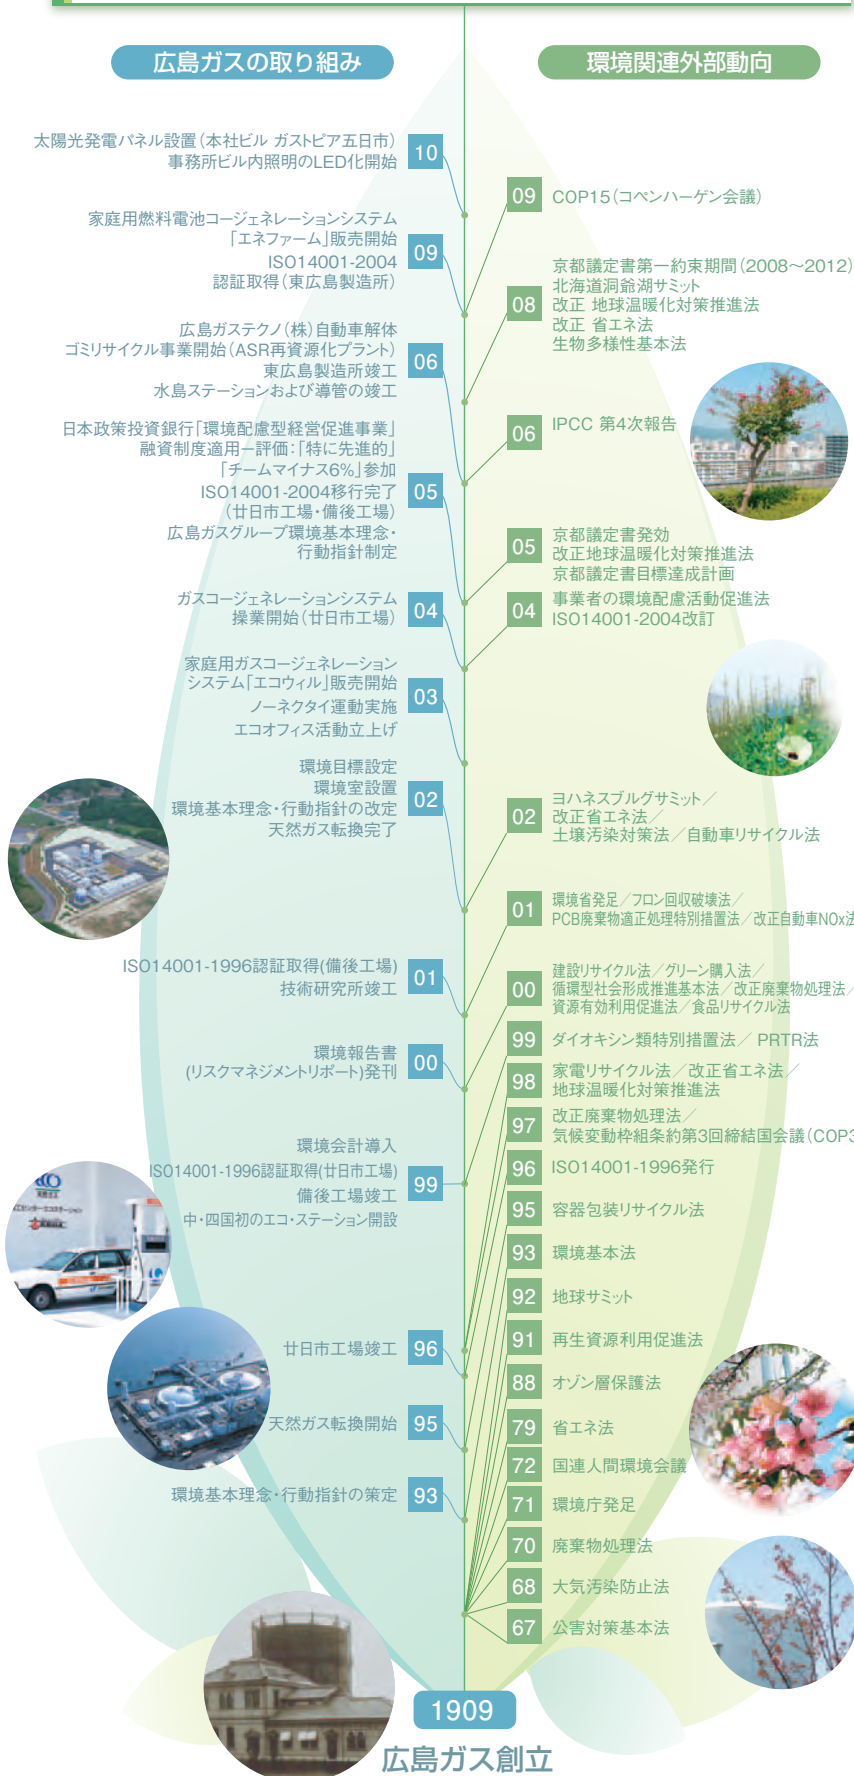 広島ガスの取り組み
太陽光発電パネル設置(本社ビル ガストピア五日市)
事務所ビル内照明のLED化開始
10
家庭用燃料電池コージェネレーションシステム
「エネファーム」販売開始
ISO14001-2004
認証取得(東広島製造所)
09
広島ガステクノ(株)自動車解体
ゴミリサイクル事業開始(ASR再資源化プラント)
東広島製造所竣工
水島ステーションおよび導管の竣工
06
日本政策投資銀行「環境配慮型経営促進事業」
融資制度適用ー評価:「特に先進的」
「チームマイナス6%」参加
ISO14001-2004移行完了
(廿日市工場・備後工場)
広島ガスグループ環境基本理念・
行動指針制定
05
ガスコージェネレーションシステム
操業開始(廿日市工場)
04
家庭用ガスコージェネレーション
システム「エコウィル」販売開始
ノーネクタイ運動実施
エコオフィス活動立上げ
03
環境目標設定
環境室設置
環境基本理念・行動指針の改定
天然ガス転換完了
02
ISO14001-1996認証取得(備後工場)
技術研究所竣工
01
環境報告書
(リスクマネジメントリポート)発刊
00
環境会計導入
ISO14001-1996認証取得(廿日市工場)
備後工場竣工
中・四国初のエコ・ステーション開設
99
廿日市工場竣工
96
天然ガス転換開始
95
環境基本理念・行動指針の策定
93
環境関連外部動向
09
COP15(コペンハーゲン会議)
08
京都議定書第一約束期間(2008〜2012)
北海道洞爺湖サミット
改正 地球温暖化対策推進法
改正 省エネ法
生物多様性基本法
06
IPCC 第4次報告
05
京都議定書発効
改正地球温暖化対策推進法
京都議定書目標達成計画
04
事業者の環境配慮活動促進法
ISO14001-2004改訂
02
ヨハネスブルグサミット/
改正省エネ法/
土壌汚染対策法/自動車リサイクル法
01
環境省発足/フロン回収破壊法/
PCB廃棄物適正処理特別措置法/改正自動車NOx法
00
建設リサイクル法/グリーン購入法/
循環型社会形成推進基本法/改正廃棄物処理法/
資源有効利用促進法/食品リサイクル法
99
ダイオキシン類特別措置法/ PRTR法
98
家電リサイクル法/改正省エネ法/
地球温暖化対策推進法
97
改正廃棄物処理法/
気候変動枠組条約第3回締結国会議(COP3
96
ISO14001-1996発行
95
容器包装リサイクル法
93
環境基本法
92
地球サミット
91
再生資源利用促進法
88
オゾン層保護法
79
省エネ法
72
国連人間環境会議
71
環境庁発足
70
廃棄物処理法
68
大気汚染防止法
67
公害対策基本法
1909
広島ガス創立